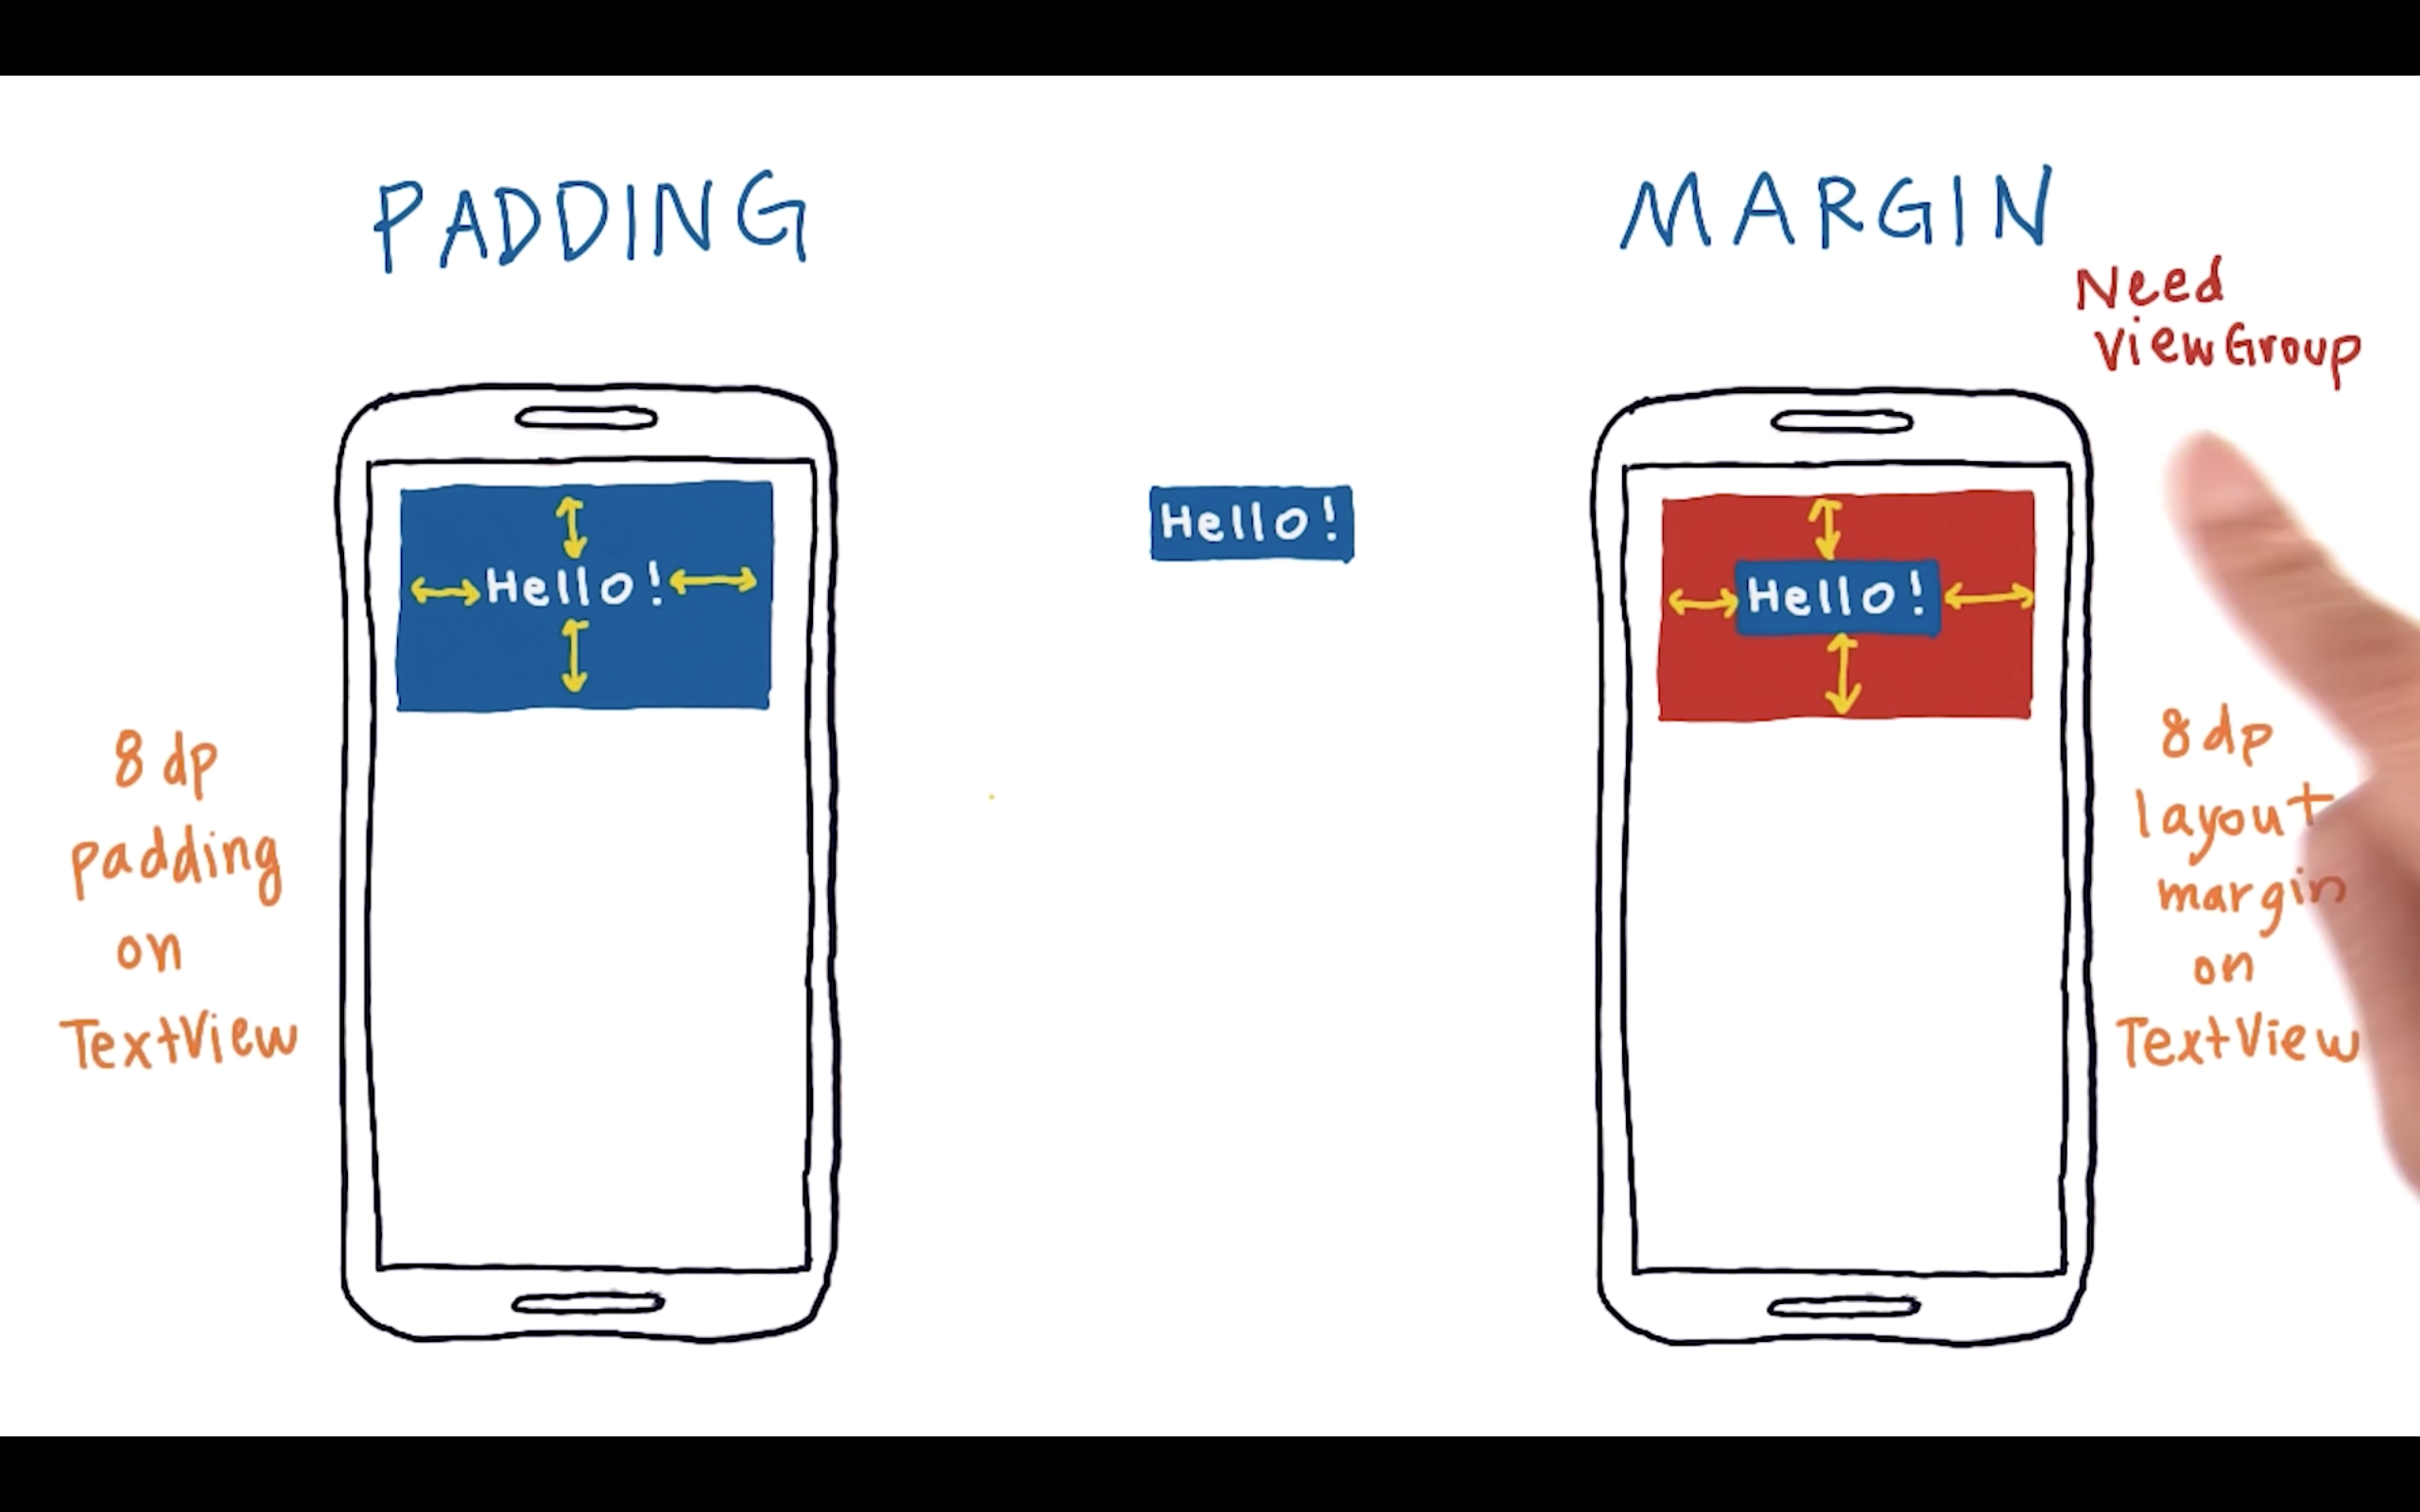 PADDING
MARGIN
Need
ViewGroup
Hello!
Hello!
Hello!
8 dp
padding
on
TextView
8 dp
layout
margin
on
TextView